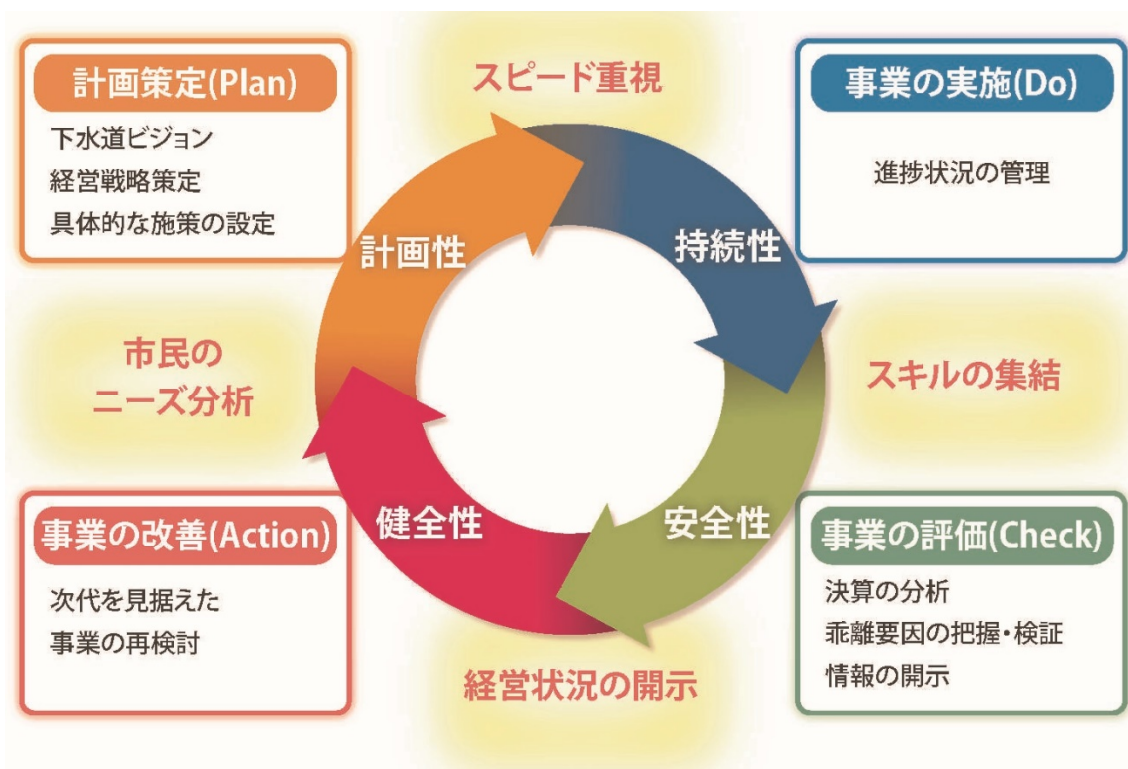 計画策定(Plan)
下水道ビジョン
経営戦略策定
具体的な施策の設定
スピード重視
事業の実施(Do)
進捗状況の管理
計画性
持続性
市民の
ニーズ分析
スキルの集結
健全性
安全性
事業の改善(Action)
次代を見据えた
事業の再検討
経営状況の開示
事業の評価(Check)
決算の分析
乖離要因の把握・検証
情報の開示